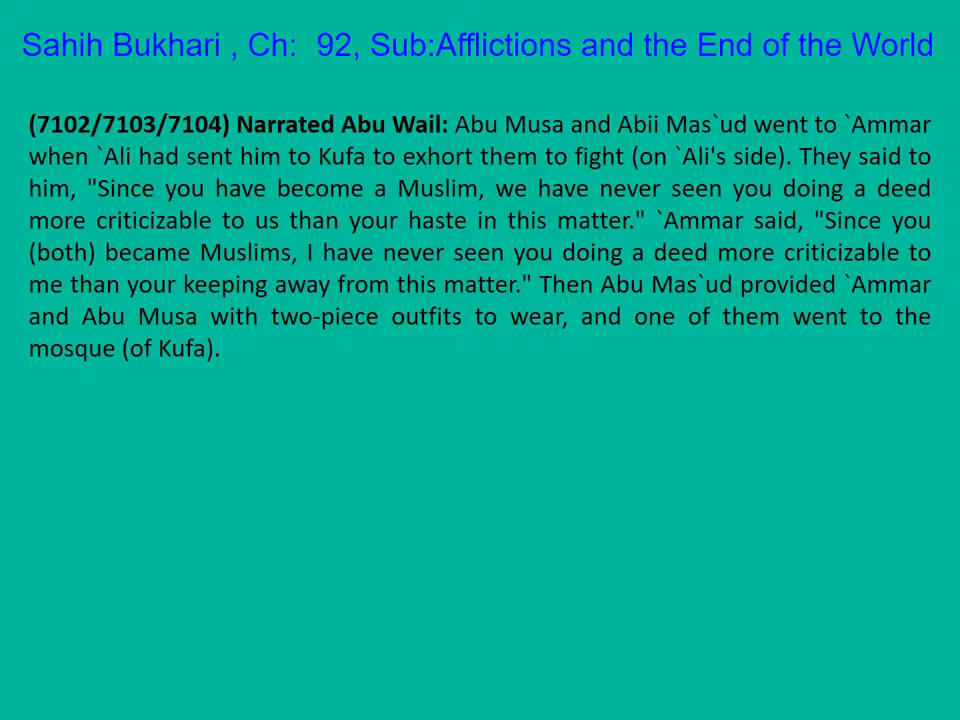 Sahih Bukhari , Ch:  92, Sub:Afflictions and the End of the World
(7102/7103/7104) Narrated Abu Wail: Abu Musa and Abii Mas`ud went to `Ammar
when `Ali had sent him to Kufa to exhort them to fight (on `Ali's side). They said to
him, "Since you have become a Muslim, we have never seen you doing a deed
more criticizable to us than your haste in this matter." `Ammar said, "Since you
(both) became Muslims, I have never seen you doing a deed more criticizable to
me than your keeping away from this matter." Then Abu Mas`ud provided `Ammar
and Abu Musa with two-piece outfits to wear, and one of them went to the
mosque (of Kufa).